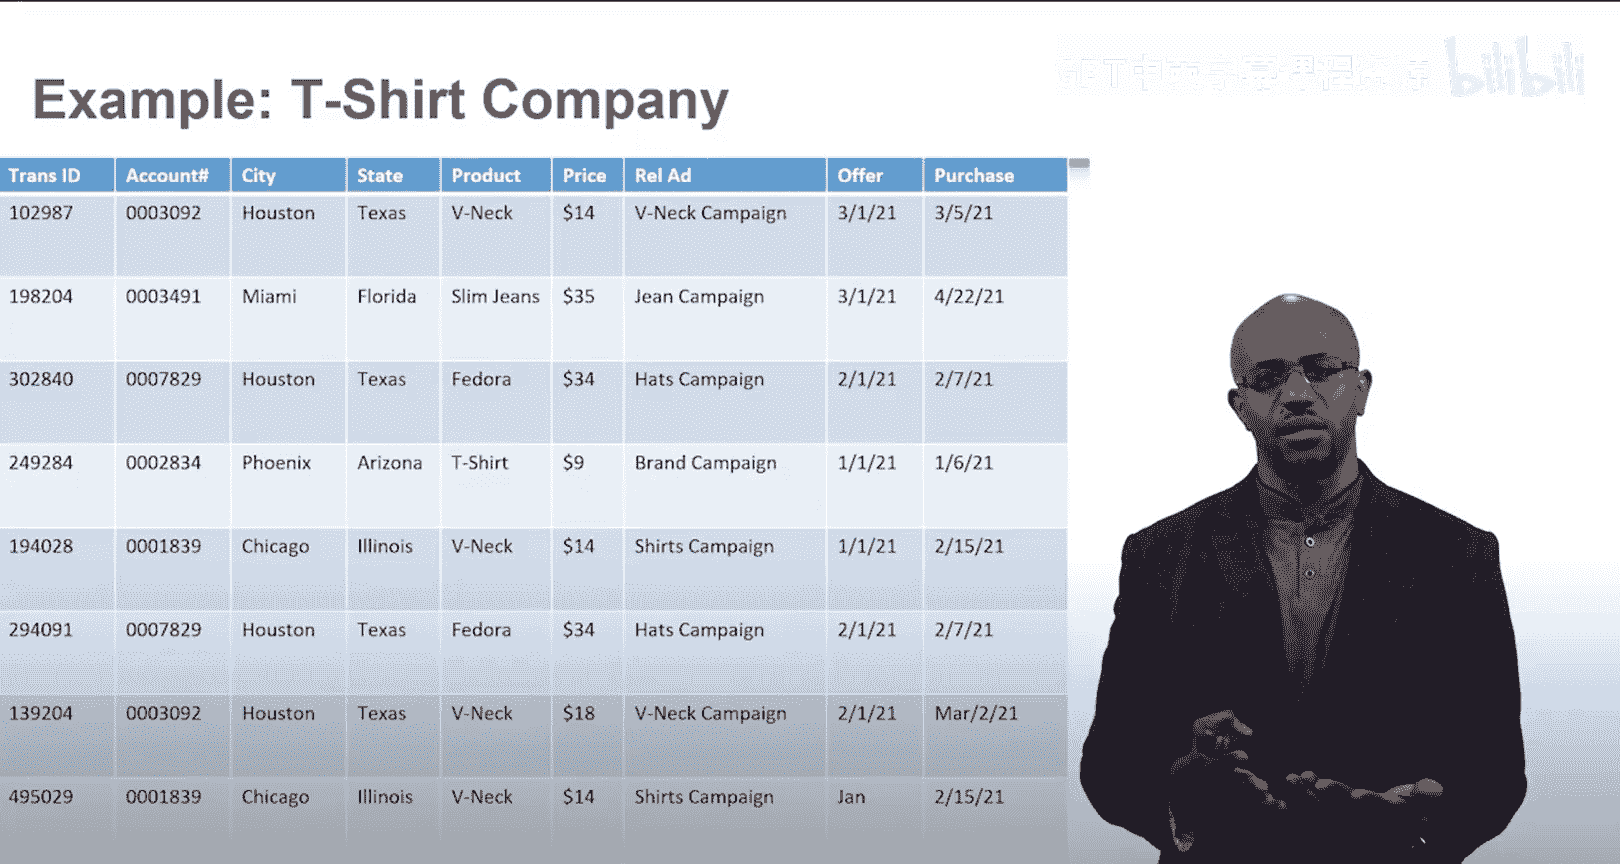 bilibili
Example: T-Shirt Company
Trans ID Account# City State Product Price Rel Ad Offer Purchase
102987 0003092 Houston Texas V-Neck $14 V-Neck Campaign 3/1/21 3/5/21
198204 0003491 Miami Florida Slim Jeans $35 Jean Campaign 3/1/21 4/22/21
302840 0007829 Houston Texas Fedora $34 Hats Campaign 2/1/21 2/7/21
249284 0002834 Phoenix Arizona T-Shirt $9 Brand Campaign 1/1/21 1/6/21
194028 0001839 Chicago Illinois V-Neck $14 Shirts Campaign 1/1/21 2/15/21
294091 0007829 Houston Texas Fedora $34 Hats Campaign 2/1/21 2/7/21
139204 0003092 Houston Texas V-Neck $18 V-Neck Campaign 2/1/21 Mar/2/21
495029 0001839 Chicago Illinois V-Neck $14 Shirts Campaign Jan 2/15/21